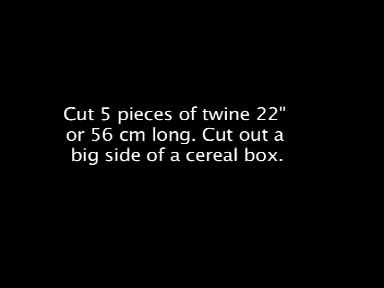 Cut 5 pieces of twine 22"
or 56 cm long. Cut out a
big side of a cereal box.